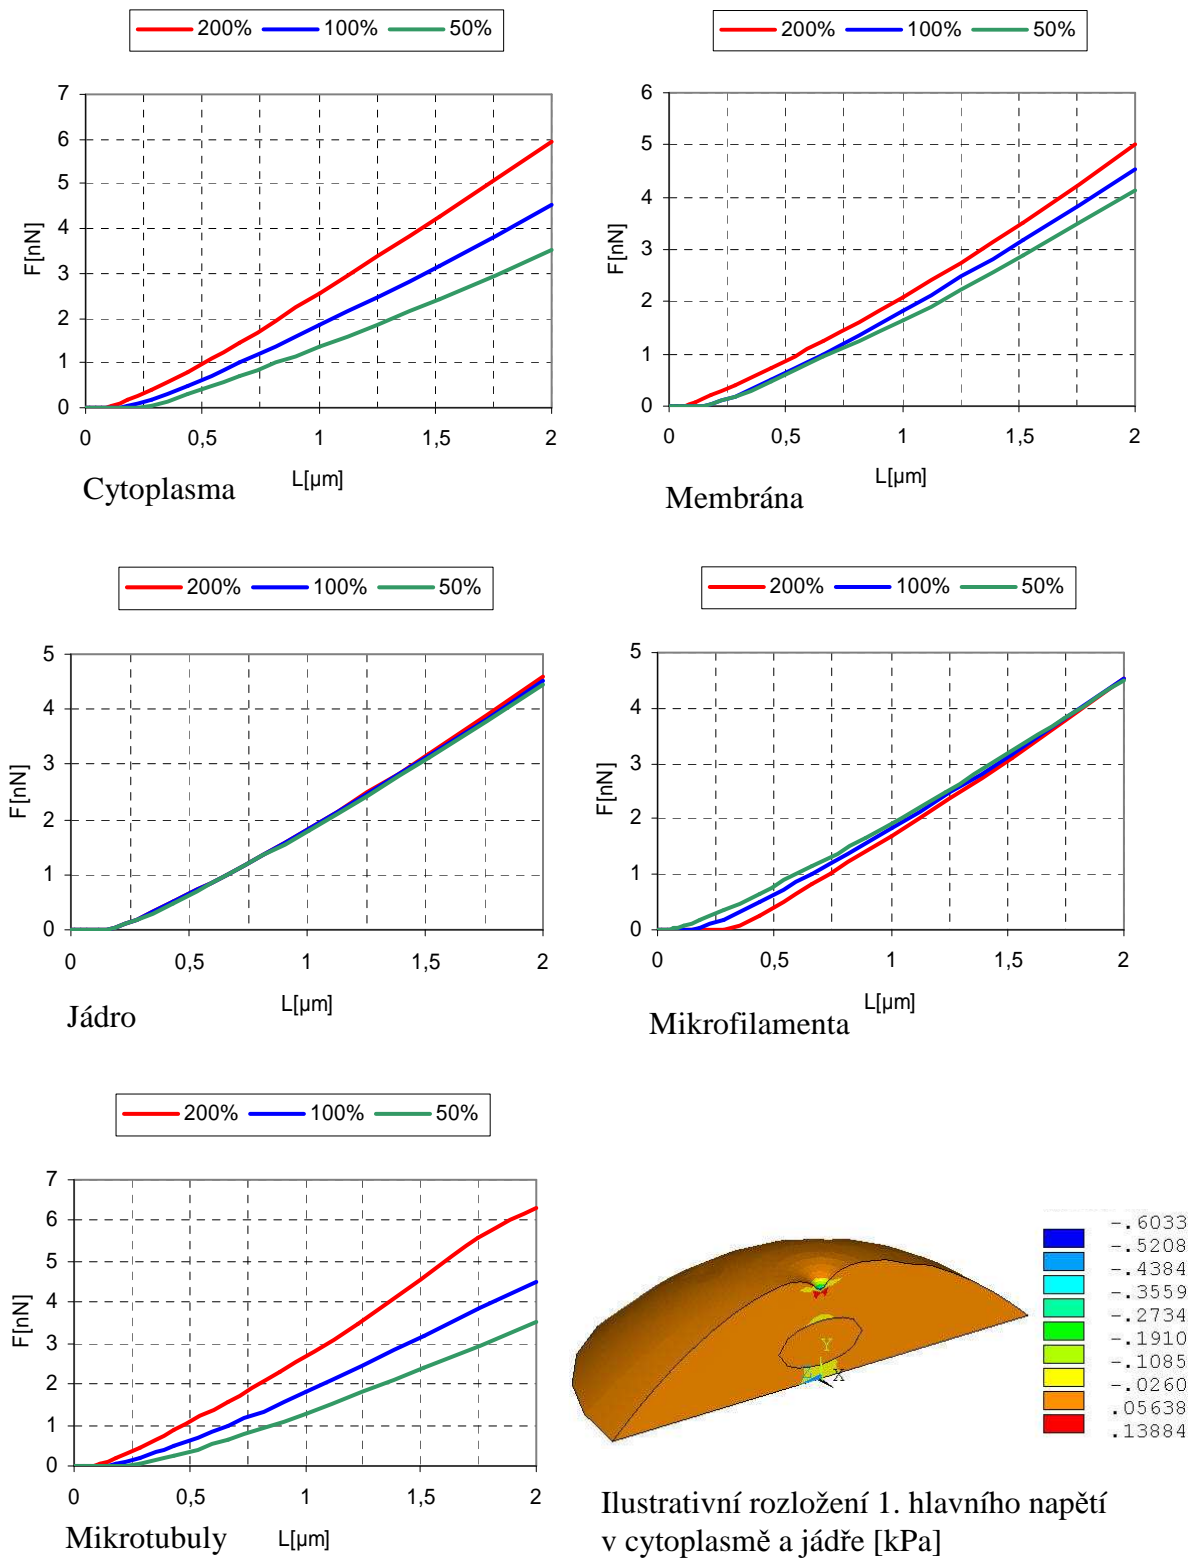 200% 100% 50%
7
6
5
4
3
2
1
0
F[nN]
0 0,5 1 1,5 2
L[µm]
Cytoplasma
200% 100% 50%
6
5
4
3
2
1
0
F[nN]
0 0,5 1 1,5 2
L[µm]
Membrána
200% 100% 50%
5
4
3
2
1
0
F[nN]
0 0,5 1 1,5 2
L[µm]
Jádro
200% 100% 50%
5
4
3
2
1
0
F[nN]
0 0,5 1 1,5 2
L[µm]
Mikrofilamenta
200% 100% 50%
7
6
5
4
3
2
1
0
F[nN]
0 0,5 1 1,5 2
L[µm]
Mikrotubuly
Y
X
-.6033
-.5208
-.4384
-.3559
-.2734
-.1910
-.1085
-.0260
.05638
.13884
Ilustrativní rozložení 1. hlavního napětí
v cytoplasmě a jádře [kPa]